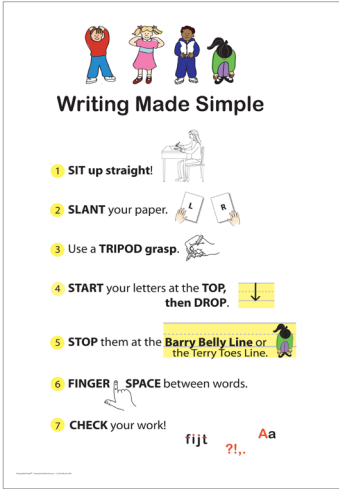 Writing Made Simple
1 SIT up straight!
2 SLANT your paper.
L R
3 Use a TRIPOD grasp.
4 START your letters at the TOP,
then DROP.
5 STOP them at the Barry Belly Line or
the Terry Toes Line.
6 FINGER SPACE between words.
7 CHECK your work!
fijt
?!,.
Aa